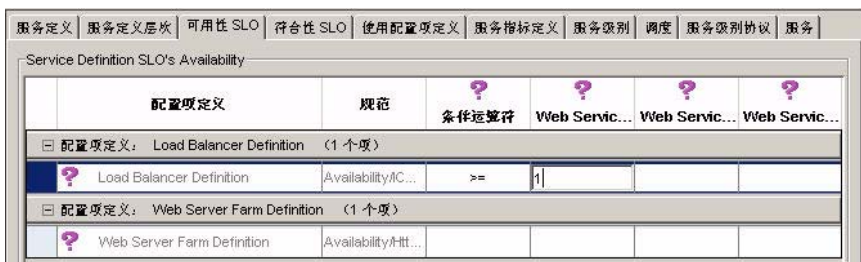 服务定义 服务定义层次 可用性 SLO 符合性 SLO 使用配置项定义 服务指标定义 服务级别 调度 服务级别协议 服务
Service Definition SLO's Availability
配置项定义 规范 条件运算符 Web Servic... Web Servic... Web Servic...
配置项定义： Load Balancer Definition （1 个项）
Load Balancer Definition Availability/IC... >= 1
配置项定义： Web Server Farm Definition （1 个项）
Web Server Farm Definition Availability/Htt...